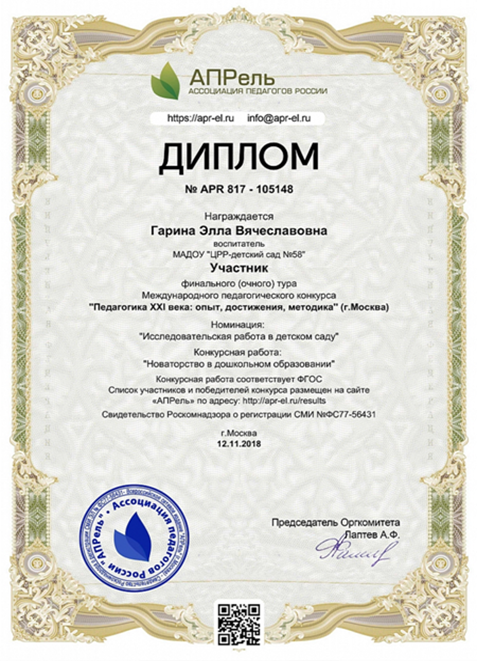 АПРель
АССОЦИАЦИЯ ПЕДАГОГОВ РОССИИ
https://apr-el.ru info@apr-el.ru
ДИПЛОМ
№ APR 817 - 105148
Награждается
Гарина Элла Вячеславовна
воспитатель
МАДОУ "ЦРР-детский сад №58"
Участник
финального (очного) тура
Международного педагогического конкурса
"Педагогика XXI века: опыт, достижения, методика" (г.Москва)
Номинация:
"Исследовательская работа в детском саду"
Конкурсная работа:
"Новаторство в дошкольном образовании"
Конкурсная работа соответствует ФГОС
Список участников и победителей конкурса размещен на сайте
«АПРель» по адресу: http://apr-el.ru/results
Свидетельство Роскомнадзора о регистрации СМИ №ФС77-56431
г.Москва
12.11.2018
Председатель Оргкомитета
Лаптев А.Ф.
Ассоциация педагогов России "АПРель"